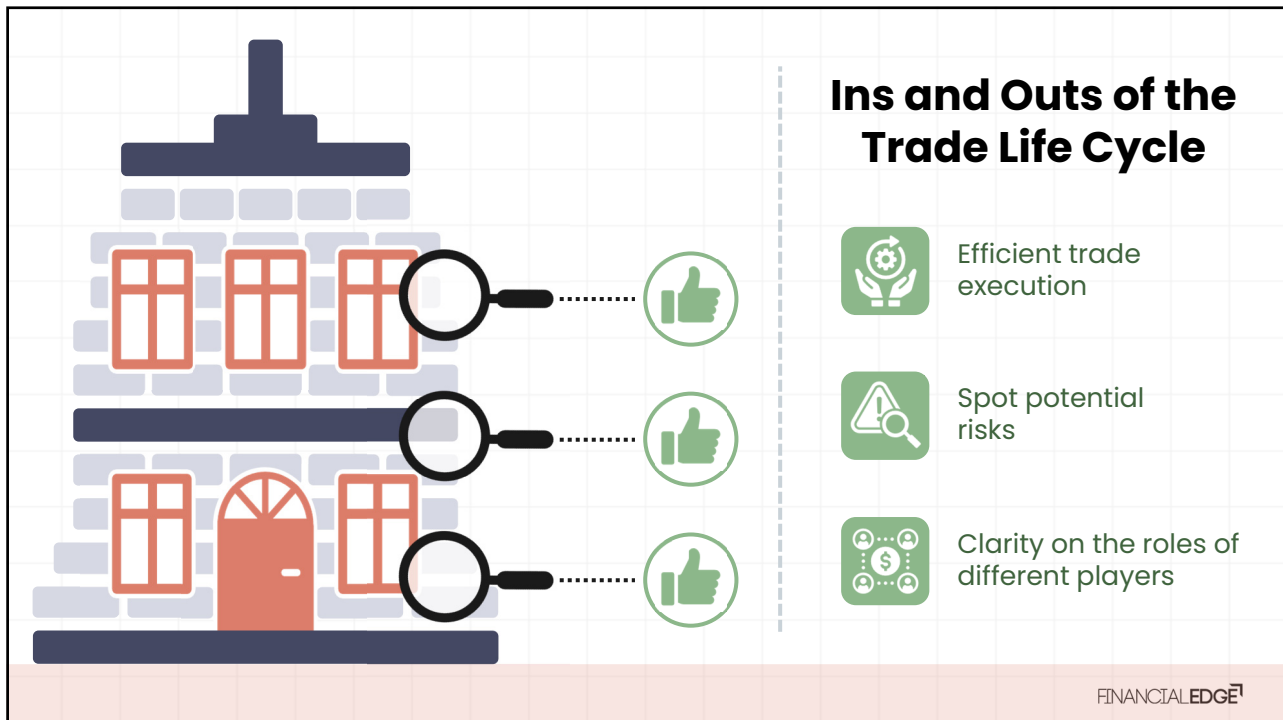 Ins and Outs of the
Trade Life Cycle
Efficient trade
execution
Spot potential
risks
$
Clarity on the roles of
different players
FINANCIALEDGE